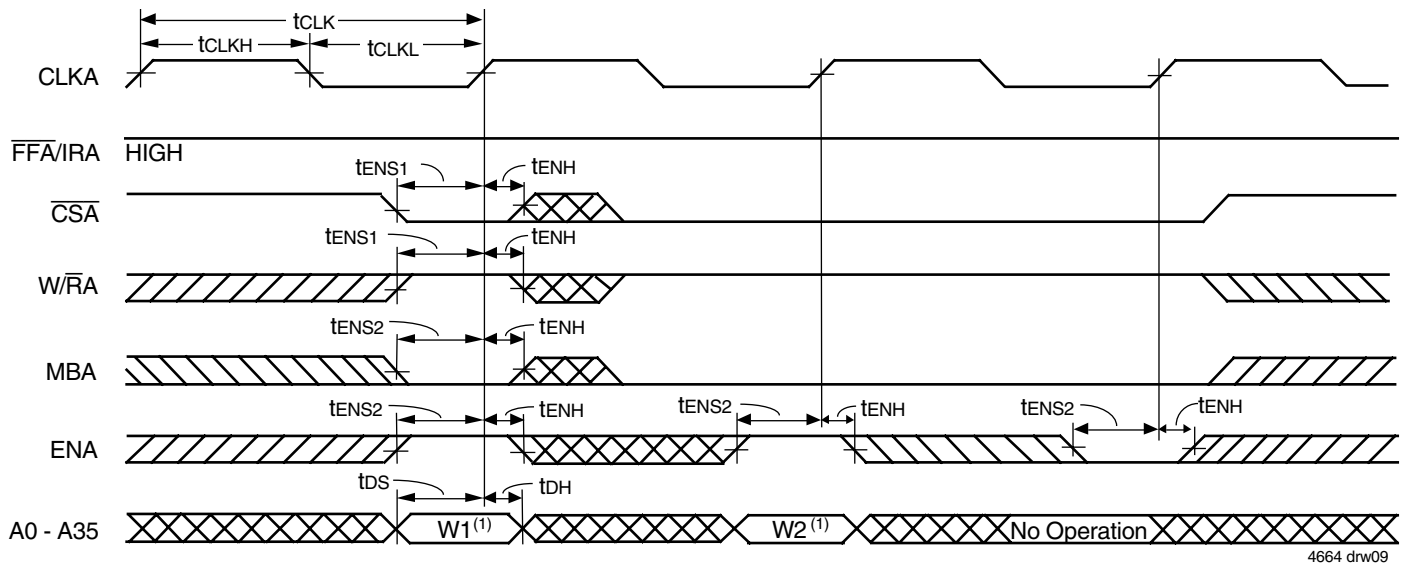 tCLK
tCLKH tCLKL
CLKA
FFA/IRA HIGH
tENS1 tENH
CSA
tENS1 tENH
W/RA
tENS2 tENH
MBA
tENS2 tENH tENS2 tENH tENS2 tENH
ENA
tDS tDH
A0 - A35 W1(1) W2(1) No Operation
4664 drw09